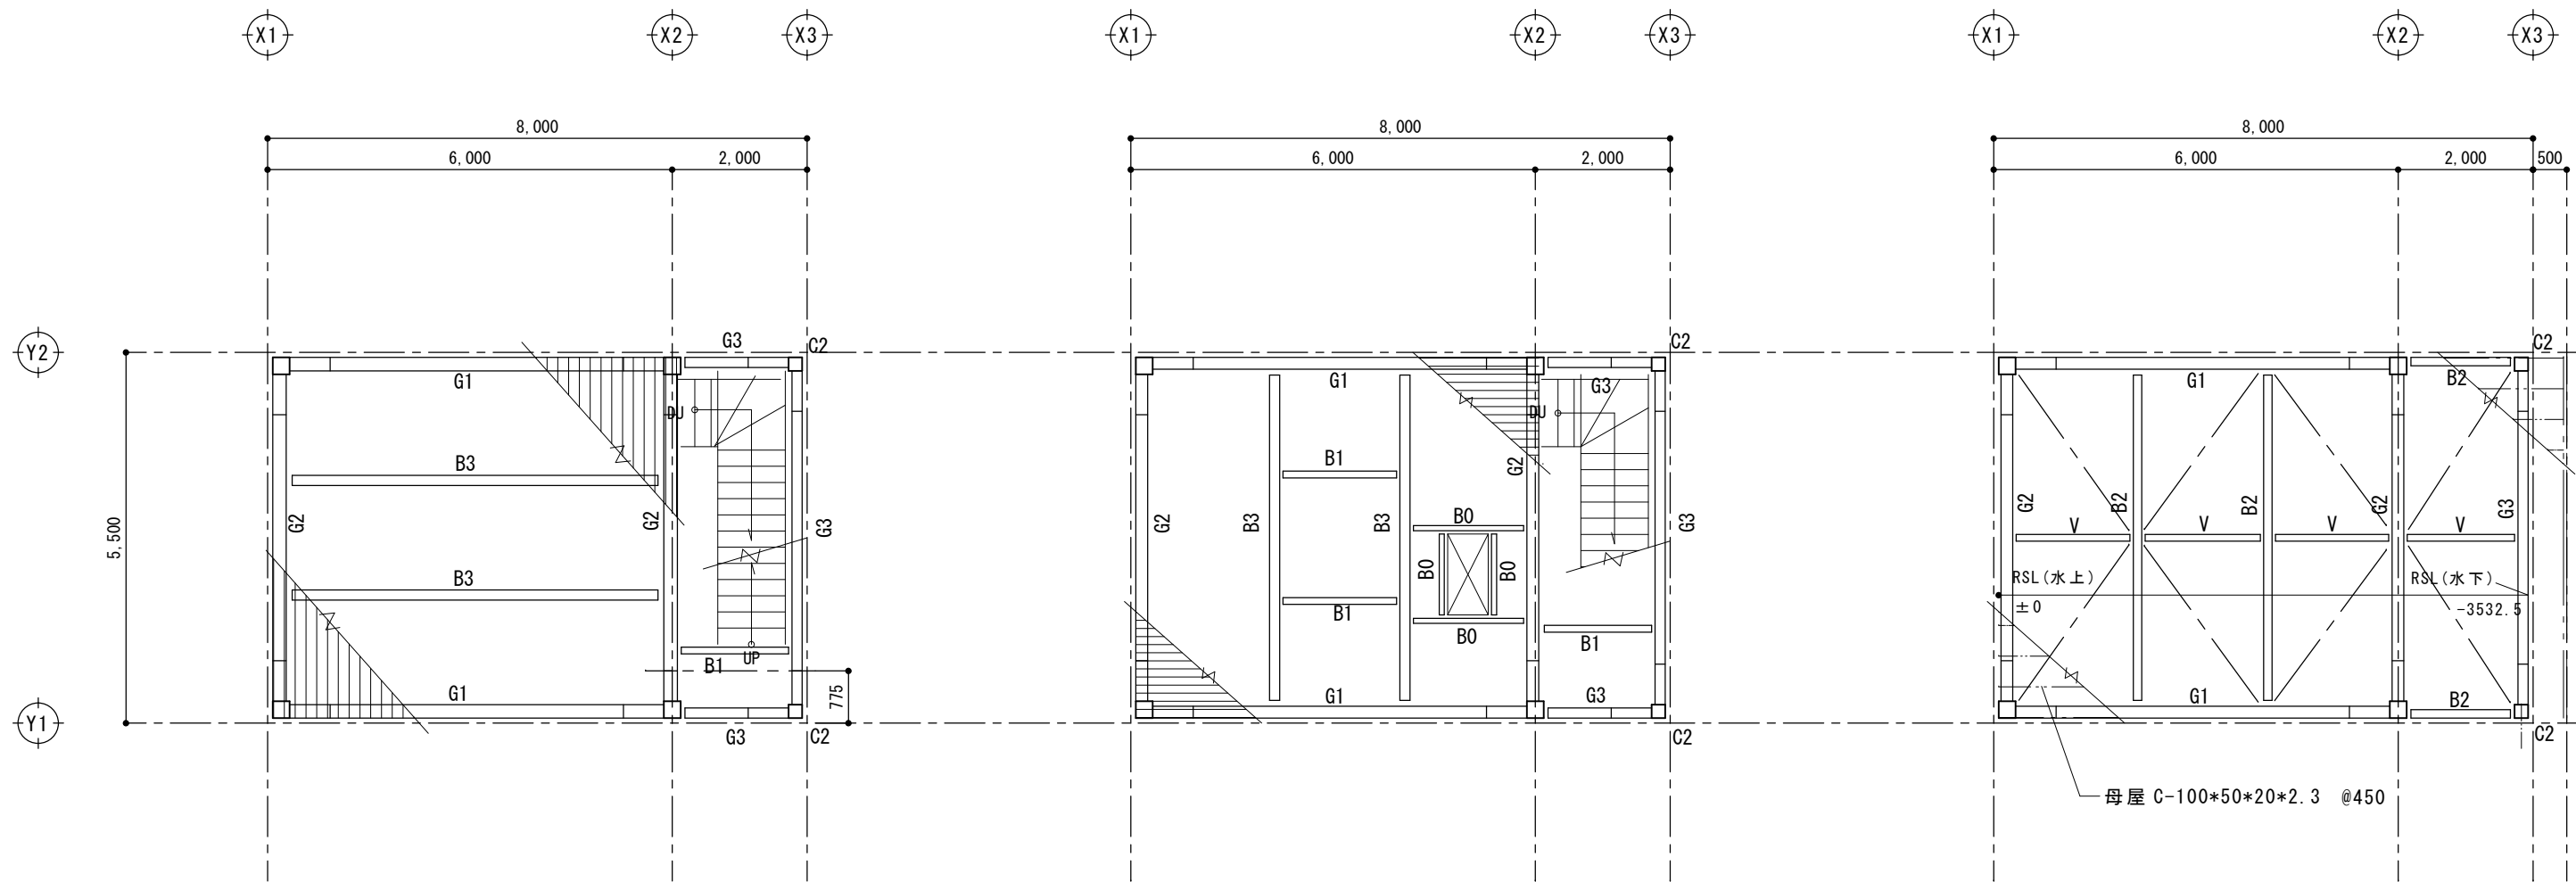 X1 X2 X3 X1 X2 X3 X1 X2 X3
8,000 8,000 8,000
6,000 2,000 6,000 2,000 6,000 2,000 500
Y2
G3 C2 C2 C2
G1 G1 G3 G1 B2
DU DU
B3 B1 G2
5,500 G2 G2 G3 G2 B3 B3 G3 G2 B2 B2 G2 G3
V V V V
B0
B0 B0
B3 B1 B0
RSL(水上) RSL(水下)
±0 -3532.5
B1 UP B1
775
G1 G1 G3 G1 B2
Y1
G3 C2 C2 C2
母屋 C-100*50*20*2.3 @450